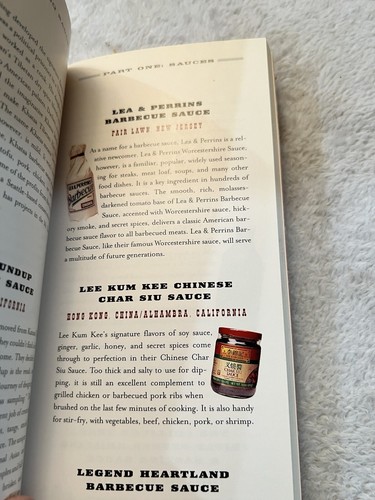 PART ONE: SAUCES
LEA & PERRINS
BARBECUE SAUCE
FAIR LAWN, NEW JERSEY
As a name for a barbecue sauce, Lea & Perrins is a rel-
ative newcomer. Lea & Perrins Worcestershire Sauce,
however, is a familiar, popular, widely used season-
ing for steaks, meat loaf, soups, and many other
food dishes. It is a key ingredient in hundreds of
barbecue sauces. The smooth, rich, molasses-
darkened tomato base of Lea & Perrins Barbecue
Sauce, accented with Worcestershire sauce, hick-
ory smoke, and secret spices, delivers a classic American bar-
becue sauce flavor to all barbecued meats. Lea & Perrins Bar-
becue Sauce, like their famous Worcestershire sauce, will serve
a multitude of future generations.
LEE KUM KEE CHINESE
CHAR SIU SAUCE
HONG KONG, CHINA/ALHAMBRA, CALIFORNIA
Lee Kum Kee's signature flavors of soy sauce,
ginger, garlic, honey, and secret spices come
through to perfection in their Chinese Char
Siu Sauce. Too thick and salty to use for dip-
ping, it is still an excellent complement to
grilled chicken or barbecued pork ribs when
brushed on the last few minutes of cooking. It is also handy
for stir-fry, with vegetables, beef, chicken, pork, or shrimp.
LEGEND HEARTLAND
BARBECUE SAUCE